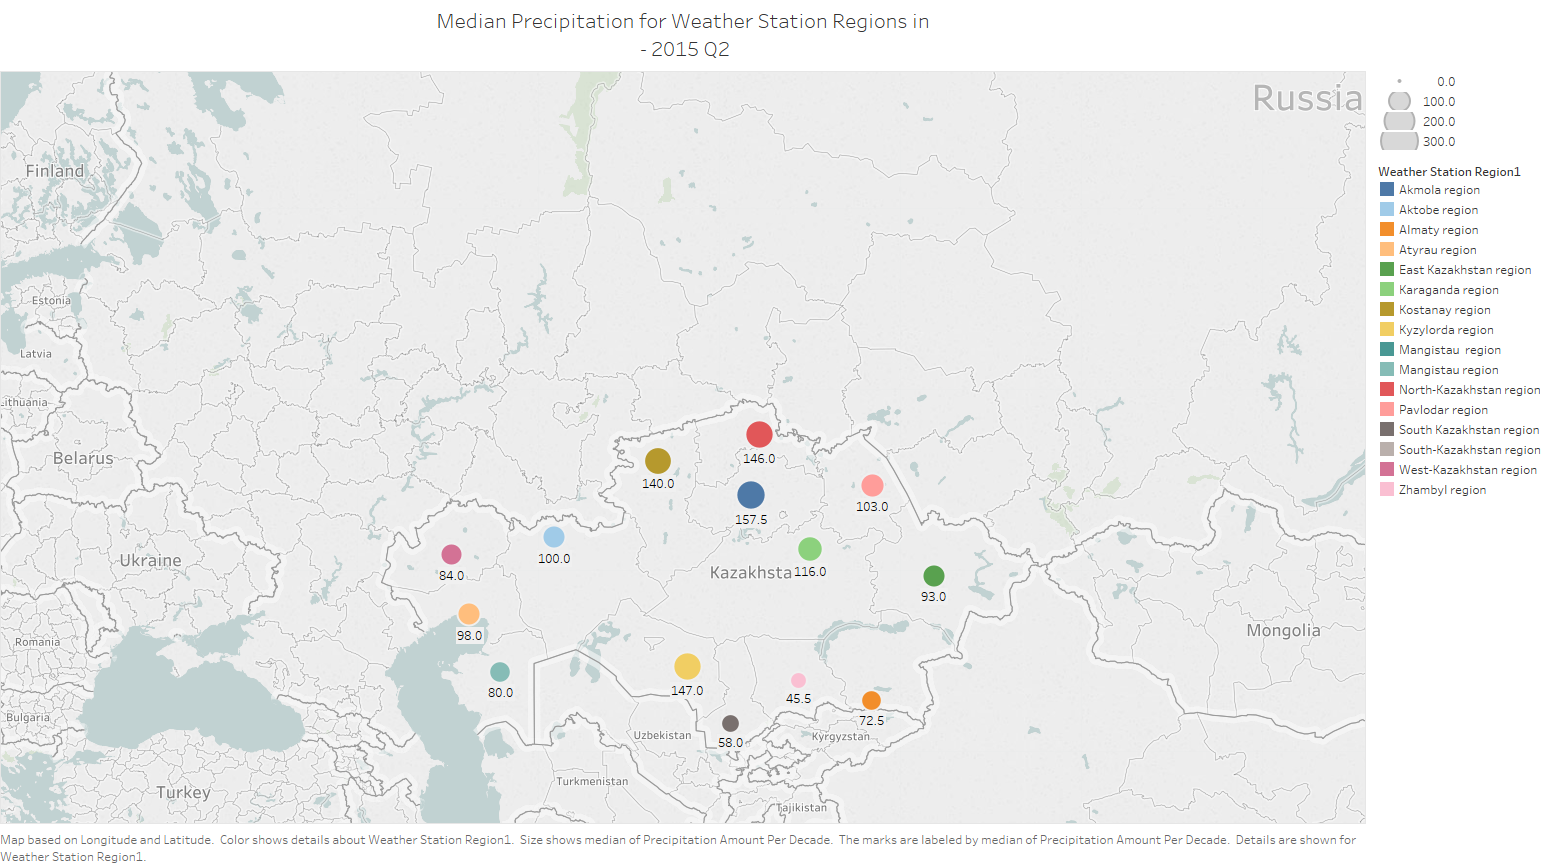 Median Precipitation for Weather Station Regions in
- 2015 Q2
0.0
100.0
200.0
300.0
Weather Station Region1
Akmola region
Aktobe region
Almaty region
Atyrau region
East Kazakhstan region
Karaganda region
Kostanay region
Kyzylorda region
Mangistau  region
Mangistau region
North-Kazakhstan region
Pavlodar region
South Kazakhstan region
South-Kazakhstan region
West-Kazakhstan region
Zhambyl region
Russia
Finland
Estonia
Latvia
Lithuania
Belarus
146.0
140.0
103.0
157.5
Ukraine
100.0
84.0
Kazakhsta
116.0
93.0
98.0
Romania
Mongolia
80.0
147.0
45.5
Bulgaria
72.5
58.0
Uzbekistan
Kyrgyzstan
Turkmenistan
Turkey
Tajikistan
Map based on Longitude and Latitude.  Color shows details about Weather Station Region1.  Size shows median of Precipitation Amount Per Decade.  The marks are labeled by median of Precipitation Amount Per Decade.  Details are shown for
Weather Station Region1.